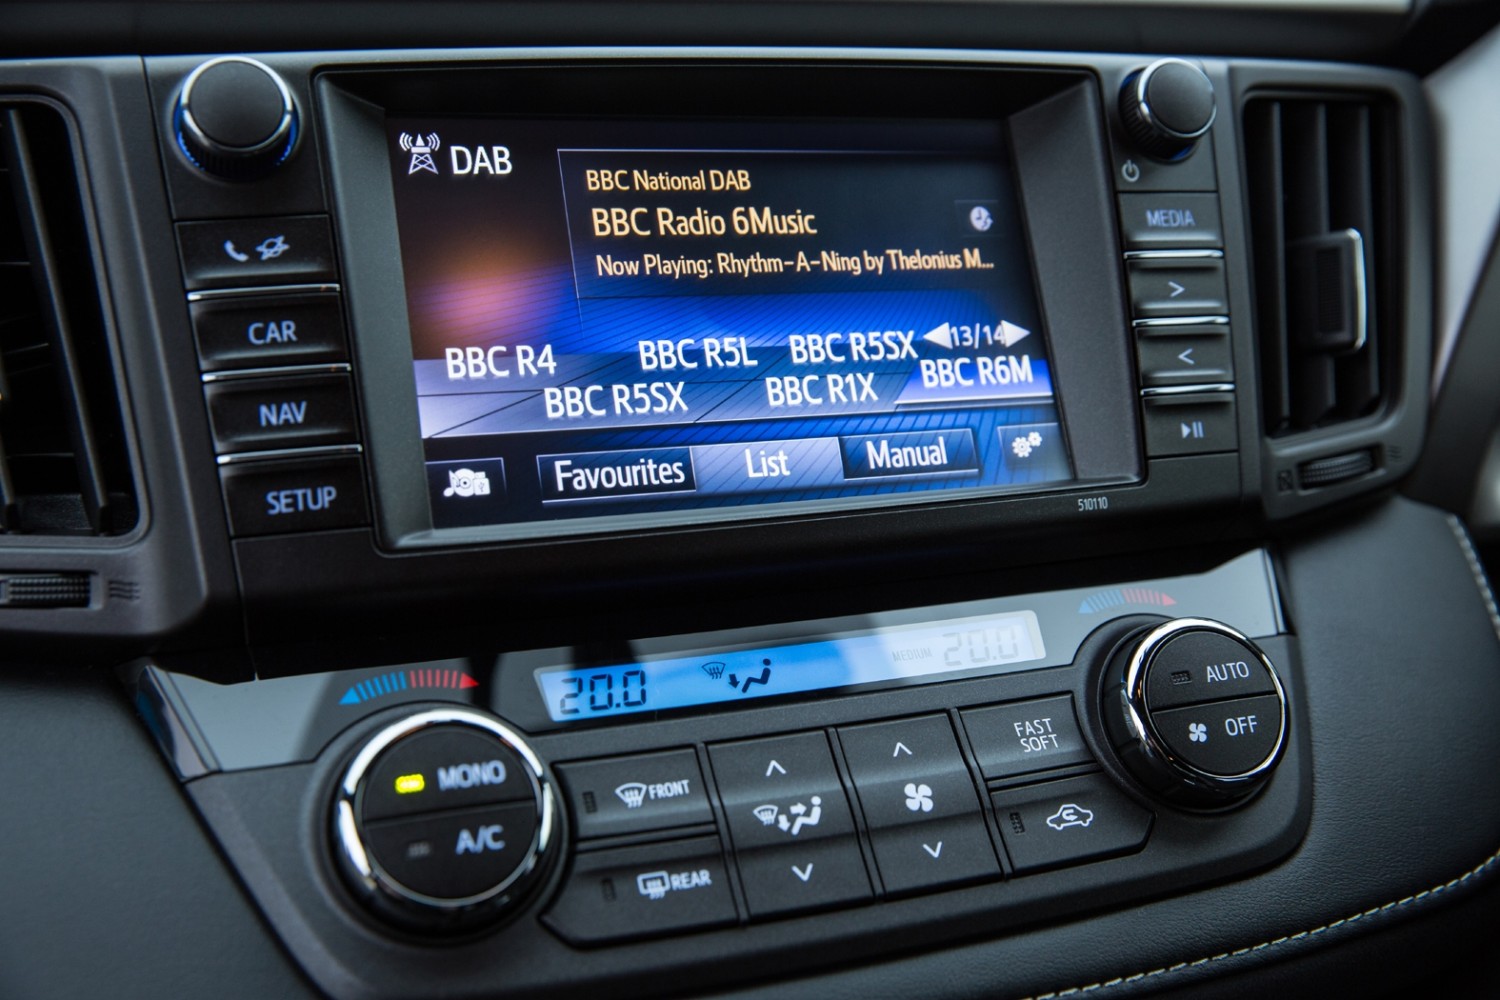 DAB
BBC National DAB
BBC Radio 6Music
Now Playing: Rhythm-A-Ning by Thelonius M...
13/14
BBC R4 BBC R5L BBC R5SX
BBC R5SX BBC R1X BBC R6M
Favourites List Manual
510110
CAR
NAV
SETUP
MEDIA
>
<
20.0
MEDIUM 20.0
MONO
A/C
FRONT
REAR
FAST
SOFT
AUTO
OFF